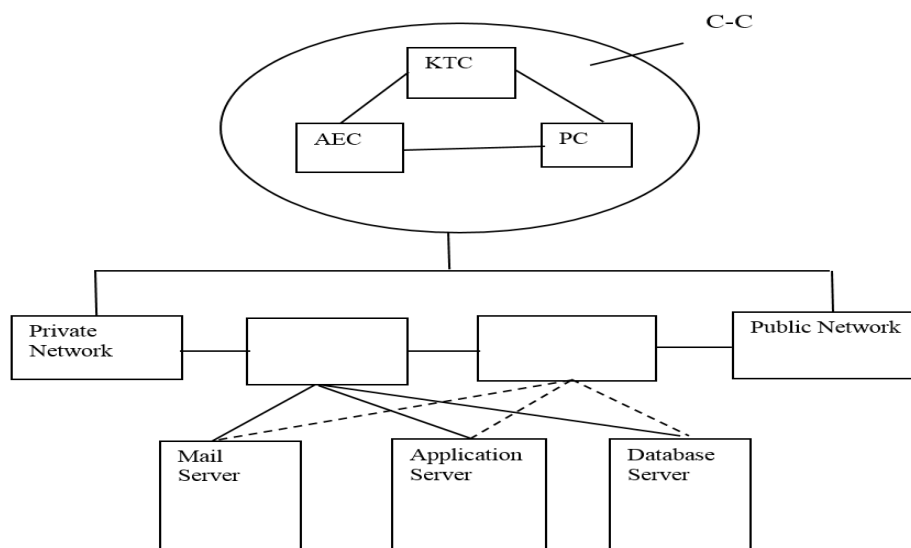 C-C
KTC
AEC
PC
Private
Network
Public Network
Mail
Server
Application
Server
Database
Server